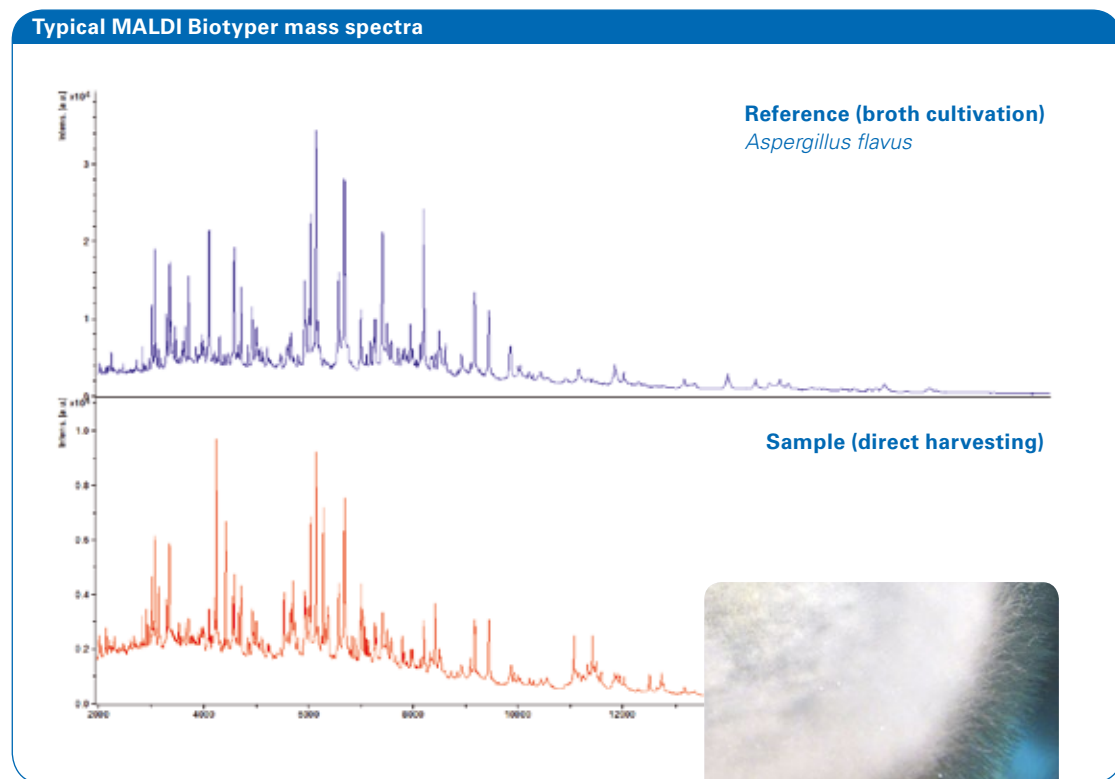 Typical MALDI Biotyper mass spectra
Intens. [a.u.]
3
2
1
0
Reference (broth cultivation)
Aspergillus flavus
Intens. [a.u.]
1.0
0.8
0.6
0.4
0.2
0.0
Sample (direct harvesting)
2000 4000 6000 8000 10000 12000